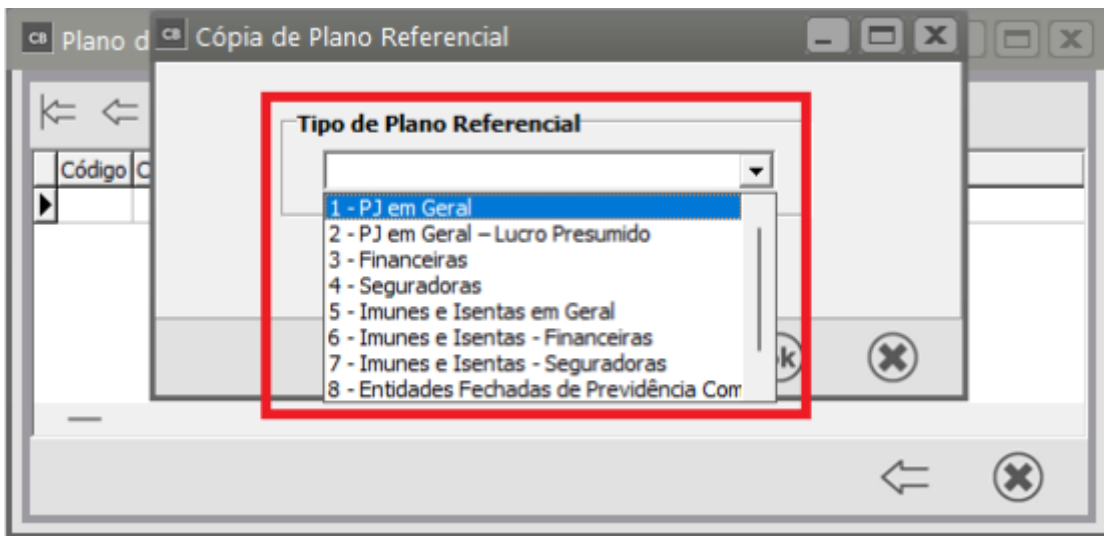 CB Plano d
CB Cópia de Plano Referencial
Tipo de Plano Referencial
Código C
1 - PJ em Geral
2 - PJ em Geral – Lucro Presumido
3 - Financeiras
4 - Seguradoras
5 - Imunes e Isentas em Geral
6 - Imunes e Isentas - Financeiras
7 - Imunes e Isentas - Seguradoras
8 - Entidades Fechadas de Previdência Com
k